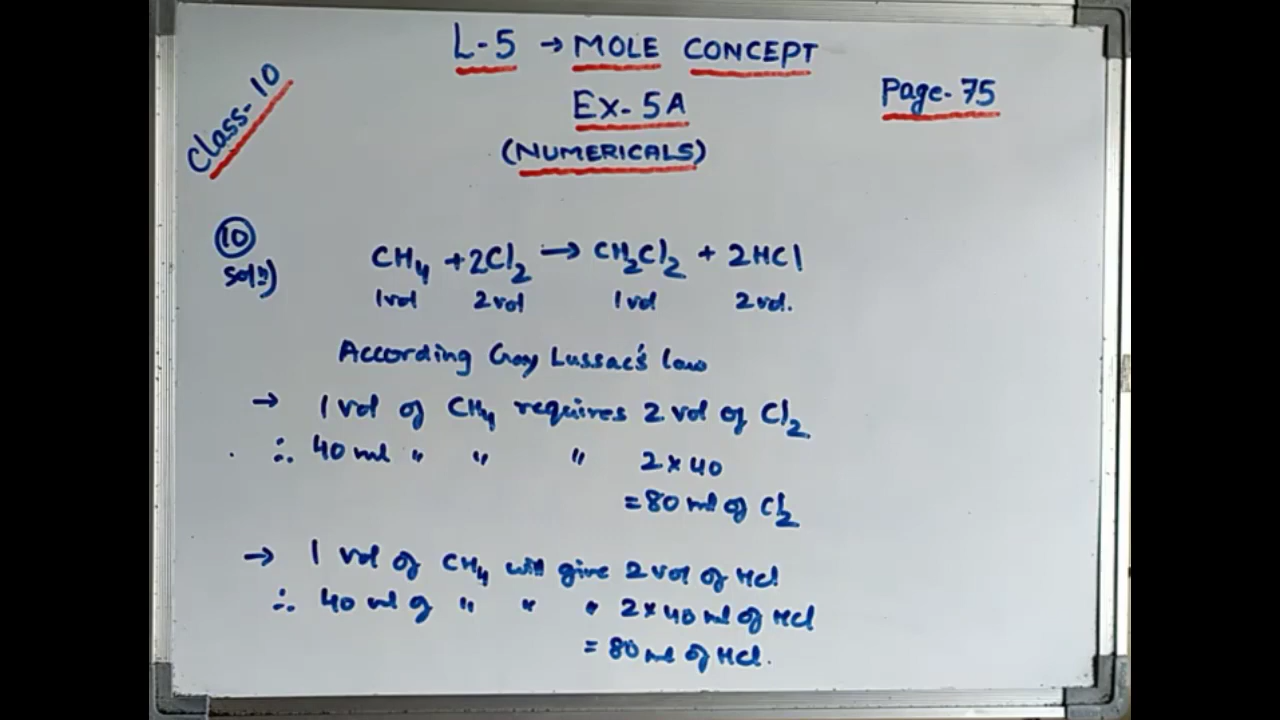 L-5 → MOLE CONCEPT
Class-10
Ex-5A
Page-75
(NUMERICALS)
10
Solⁿ)
CH₄ + 2Cl₂ → CH₂Cl₂ + 2HCl
1vol 2vol 1vol 2vol.
According Gay Lussac's law
→ 1 vol of CH₄ requires 2 vol of Cl₂
∴ 40 ml " " " 2×40
=80 ml of Cl₂
→ 1 vol of CH₄ will give 2 vol of HCl
∴ 40 ml of " " " 2×40 ml of HCl
= 80 ml of HCl.